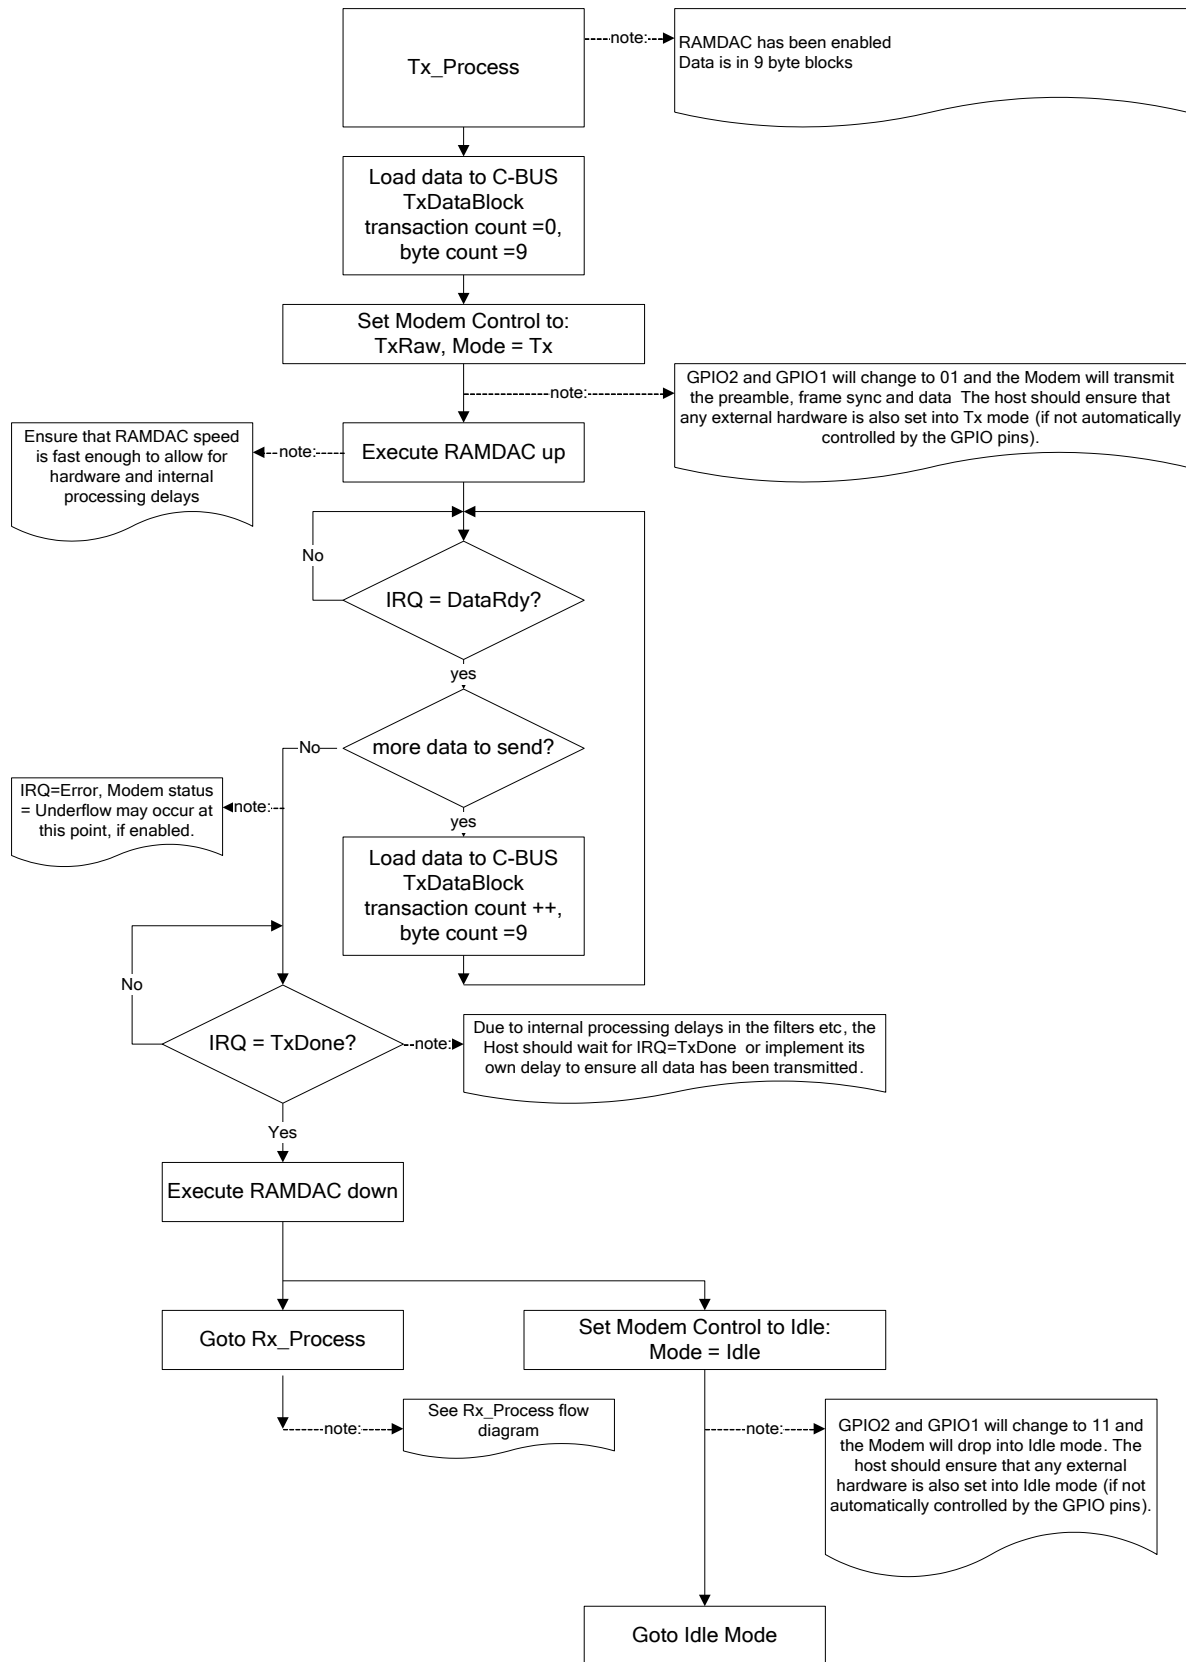 Tx_Process
note:
RAMDAC has been enabled
Data is in 9 byte blocks
Load data to C-BUS
TxDataBlock
transaction count =0,
byte count =9
Set Modem Control to:
TxRaw, Mode = Tx
note:
GPIO2 and GPIO1 will change to 01 and the Modem will transmit
the preamble, frame sync and data  The host should ensure that
any external hardware is also set into Tx mode (if not automatically
controlled by the GPIO pins).
Ensure that RAMDAC speed
is fast enough to allow for
hardware and internal
processing delays
note:
Execute RAMDAC up
No
IRQ = DataRdy?
yes
No
more data to send?
IRQ=Error, Modem status
= Underflow may occur at
this point, if enabled.
note:
yes
Load data to C-BUS
TxDataBlock
transaction count ++,
byte count =9
No
IRQ = TxDone?
note:
Due to internal processing delays in the filters etc, the
Host should wait for IRQ=TxDone  or implement its
own delay to ensure all data has been transmitted.
Yes
Execute RAMDAC down
Goto Rx_Process
Set Modem Control to Idle:
Mode = Idle
note:
See Rx_Process flow
diagram
note:
GPIO2 and GPIO1 will change to 11 and
the Modem will drop into Idle mode. The
host should ensure that any external
hardware is also set into Idle mode (if not
automatically controlled by the GPIO pins).
Goto Idle Mode